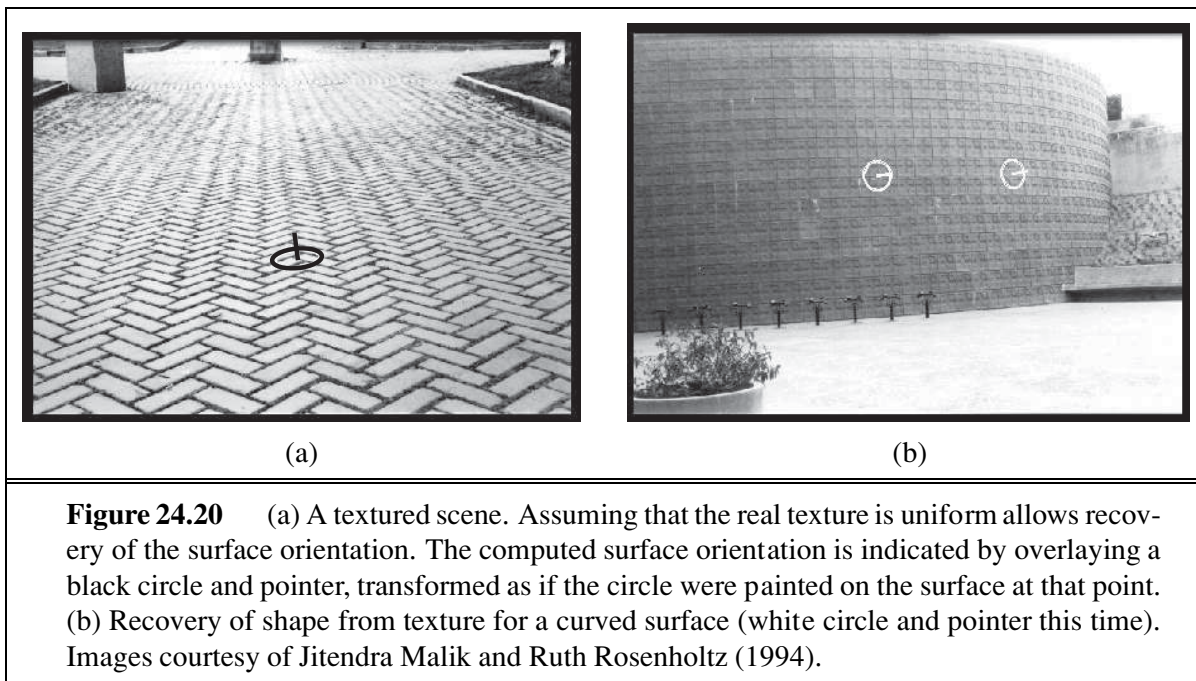 (a) (b)
Figure 24.20 (a) A textured scene. Assuming that the real texture is uniform allows recov-
ery of the surface orientation. The computed surface orientation is indicated by overlaying a
black circle and pointer, transformed as if the circle were painted on the surface at that point.
(b) Recovery of shape from texture for a curved surface (white circle and pointer this time).
Images courtesy of Jitendra Malik and Ruth Rosenholtz (1994).